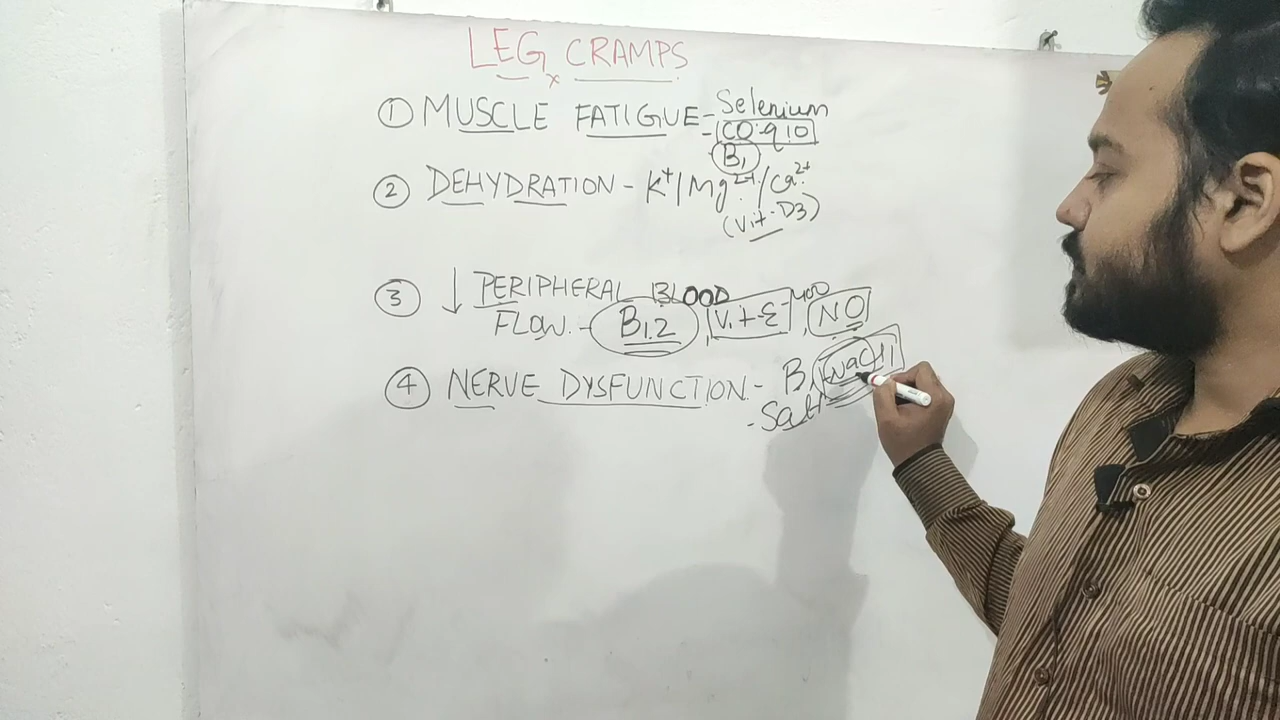 LEG CRAMPS
① MUSCLE FATIGUE - Selenium
- CO-q10
B1
② DEHYDRATION - K+/Mg2+/Ca2+
(Vit-D3)
③ ↓ PERIPHERAL BLOOD
FLOW. - B12, Vit-E 400, NO
④ NERVE DYSFUNCTION - B
- Salt